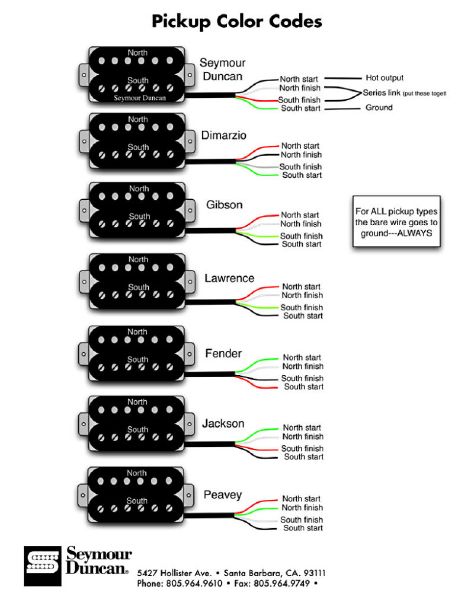 Pickup Color Codes
North
South
Seymour Duncan
Seymour
Duncan
North start
North finish
South finish
South start
Hot output
Series link (put these toget
Ground
North
South
Dimarzio
North start
North finish
South finish
South start
North
South
Gibson
North start
North finish
South finish
South start
For ALL pickup types
the bare wire goes to
ground---ALWAYS
North
South
Lawrence
North start
North finish
South finish
South start
North
South
Fender
North start
North finish
South finish
South start
North
South
Jackson
North start
North finish
South finish
South start
North
South
Peavey
North start
North finish
South finish
South start
Seymour
Duncan®
5427 Hollister Ave. • Santa Barbara, CA. 93111
Phone: 805.964.9610 • Fax: 805.964.9749 •